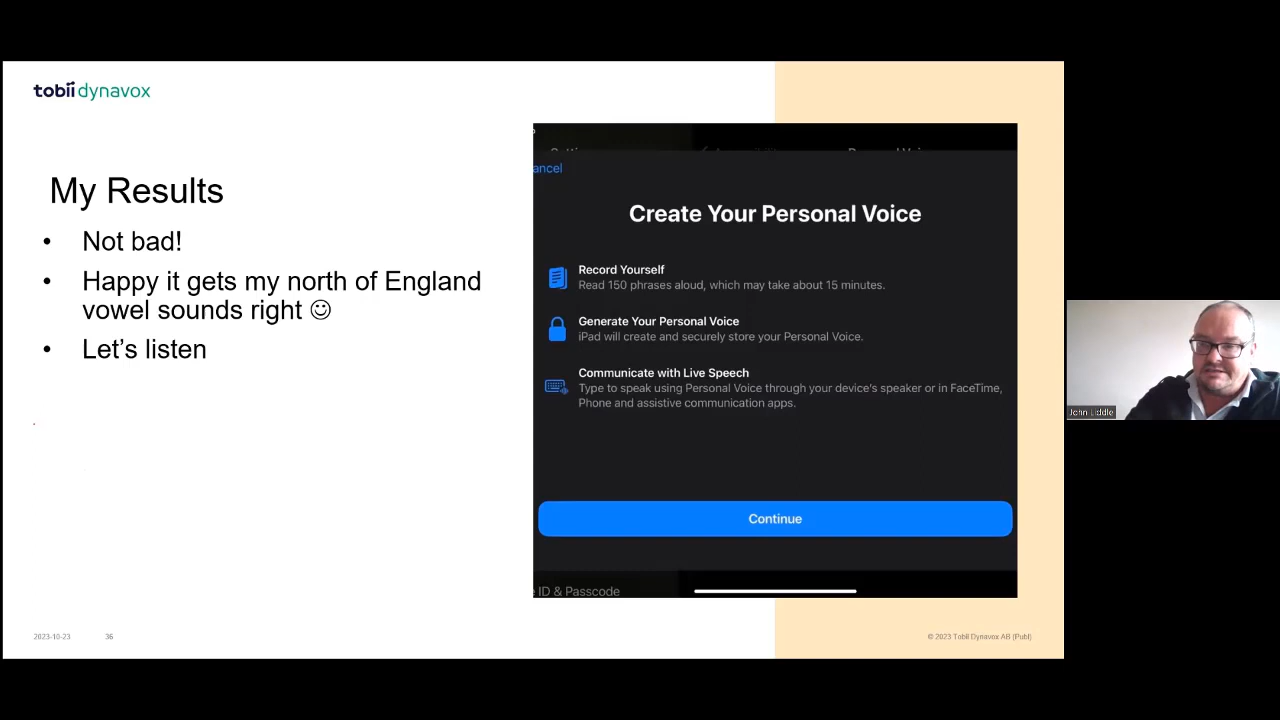 tobii dynavox
My Results
• Not bad!
• Happy it gets my north of England
vowel sounds right ☺
• Let’s listen
ancel
Create Your Personal Voice
Record Yourself
Read 150 phrases aloud, which may take about 15 minutes.
Generate Your Personal Voice
iPad will create and securely store your Personal Voice.
Communicate with Live Speech
Type to speak using Personal Voice through your device's speaker or in FaceTime,
Phone and assistive communication apps.
Continue
ID & Passcode
John Liddle
2023-10-23
36
© 2023 Tobii Dynavox AB (Publ)